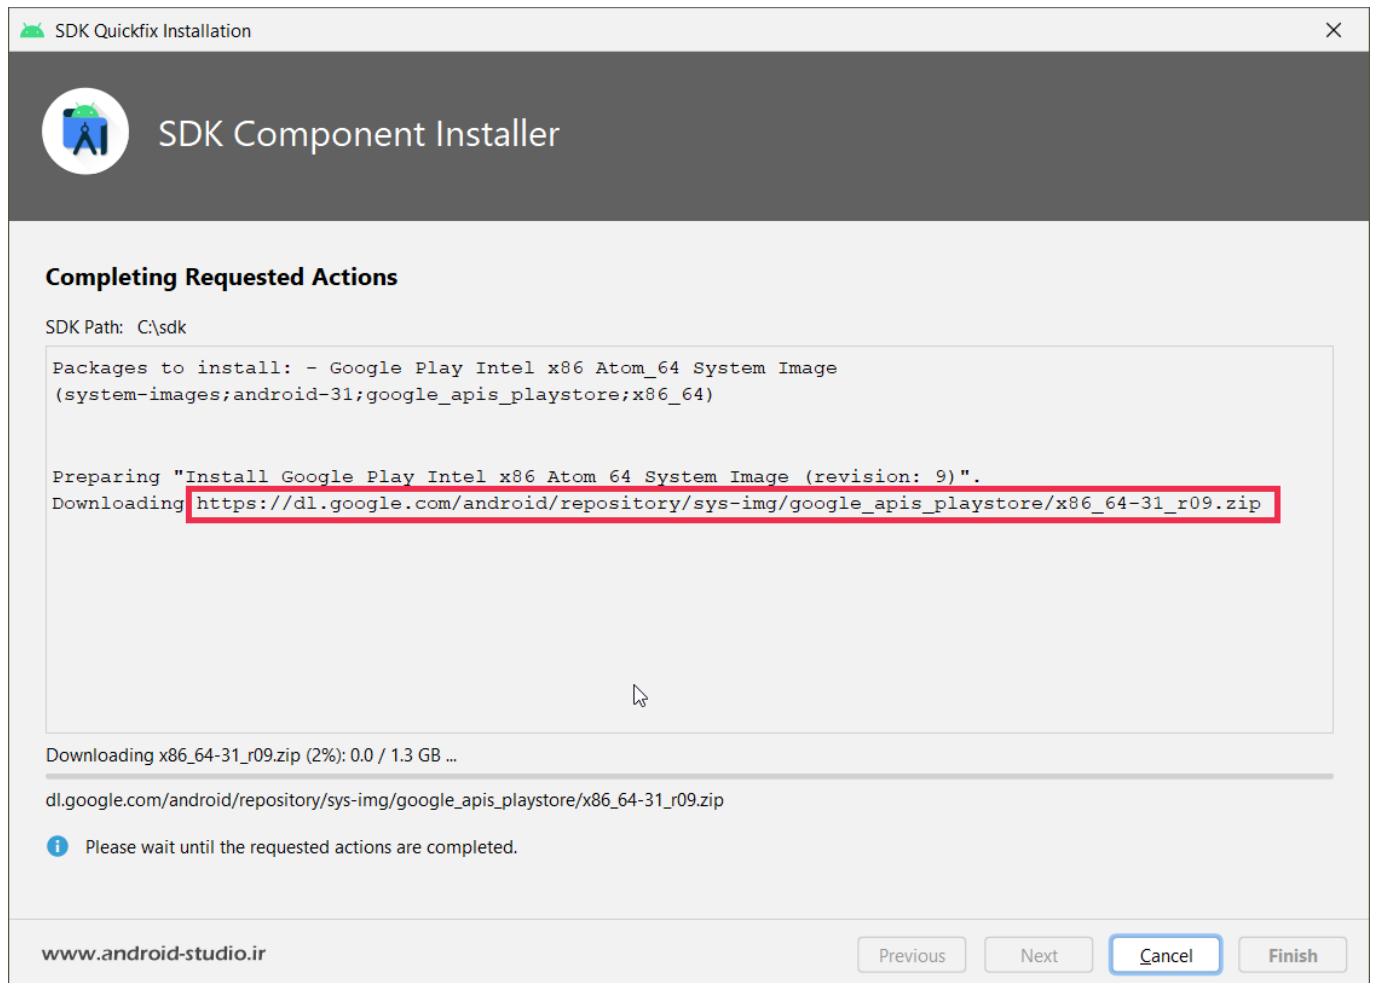 SDK Quickfix Installation
SDK Component Installer
Completing Requested Actions
SDK Path: C:\sdk
Packages to install: - Google Play Intel x86 Atom_64 System Image
(system-images;android-31;google_apis_playstore;x86_64)
Preparing "Install Google Play Intel x86 Atom 64 System Image (revision: 9)".
Downloading https://dl.google.com/android/repository/sys-img/google_apis_playstore/x86_64-31_r09.zip
Downloading x86_64-31_r09.zip (2%): 0.0 / 1.3 GB ...
dl.google.com/android/repository/sys-img/google_apis_playstore/x86_64-31_r09.zip
Please wait until the requested actions are completed.
www.android-studio.ir
Previous Next Cancel Finish